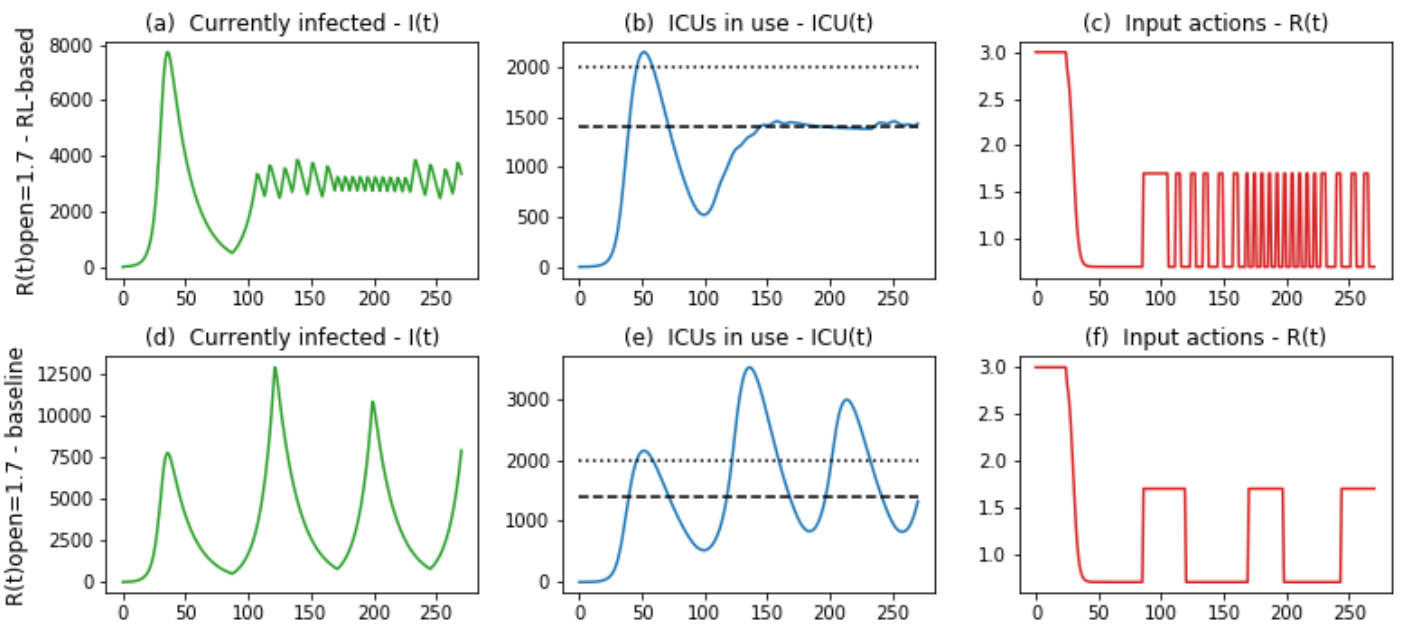 (a)  Currently infected - I(t)
(b)  ICUs in use - ICU(t)
(c)  Input actions - R(t)
R(t)open=1.7 - RL-based
8000
6000
4000
2000
0
0 50 100 150 200 250
2000
1500
1000
500
0
0 50 100 150 200 250
3.0
2.5
2.0
1.5
1.0
0 50 100 150 200 250
(d)  Currently infected - I(t)
(e)  ICUs in use - ICU(t)
(f)  Input actions - R(t)
R(t)open=1.7 - baseline
12500
10000
7500
5000
2500
0
0 50 100 150 200 250
3000
2000
1000
0
0 50 100 150 200 250
3.0
2.5
2.0
1.5
1.0
0 50 100 150 200 250